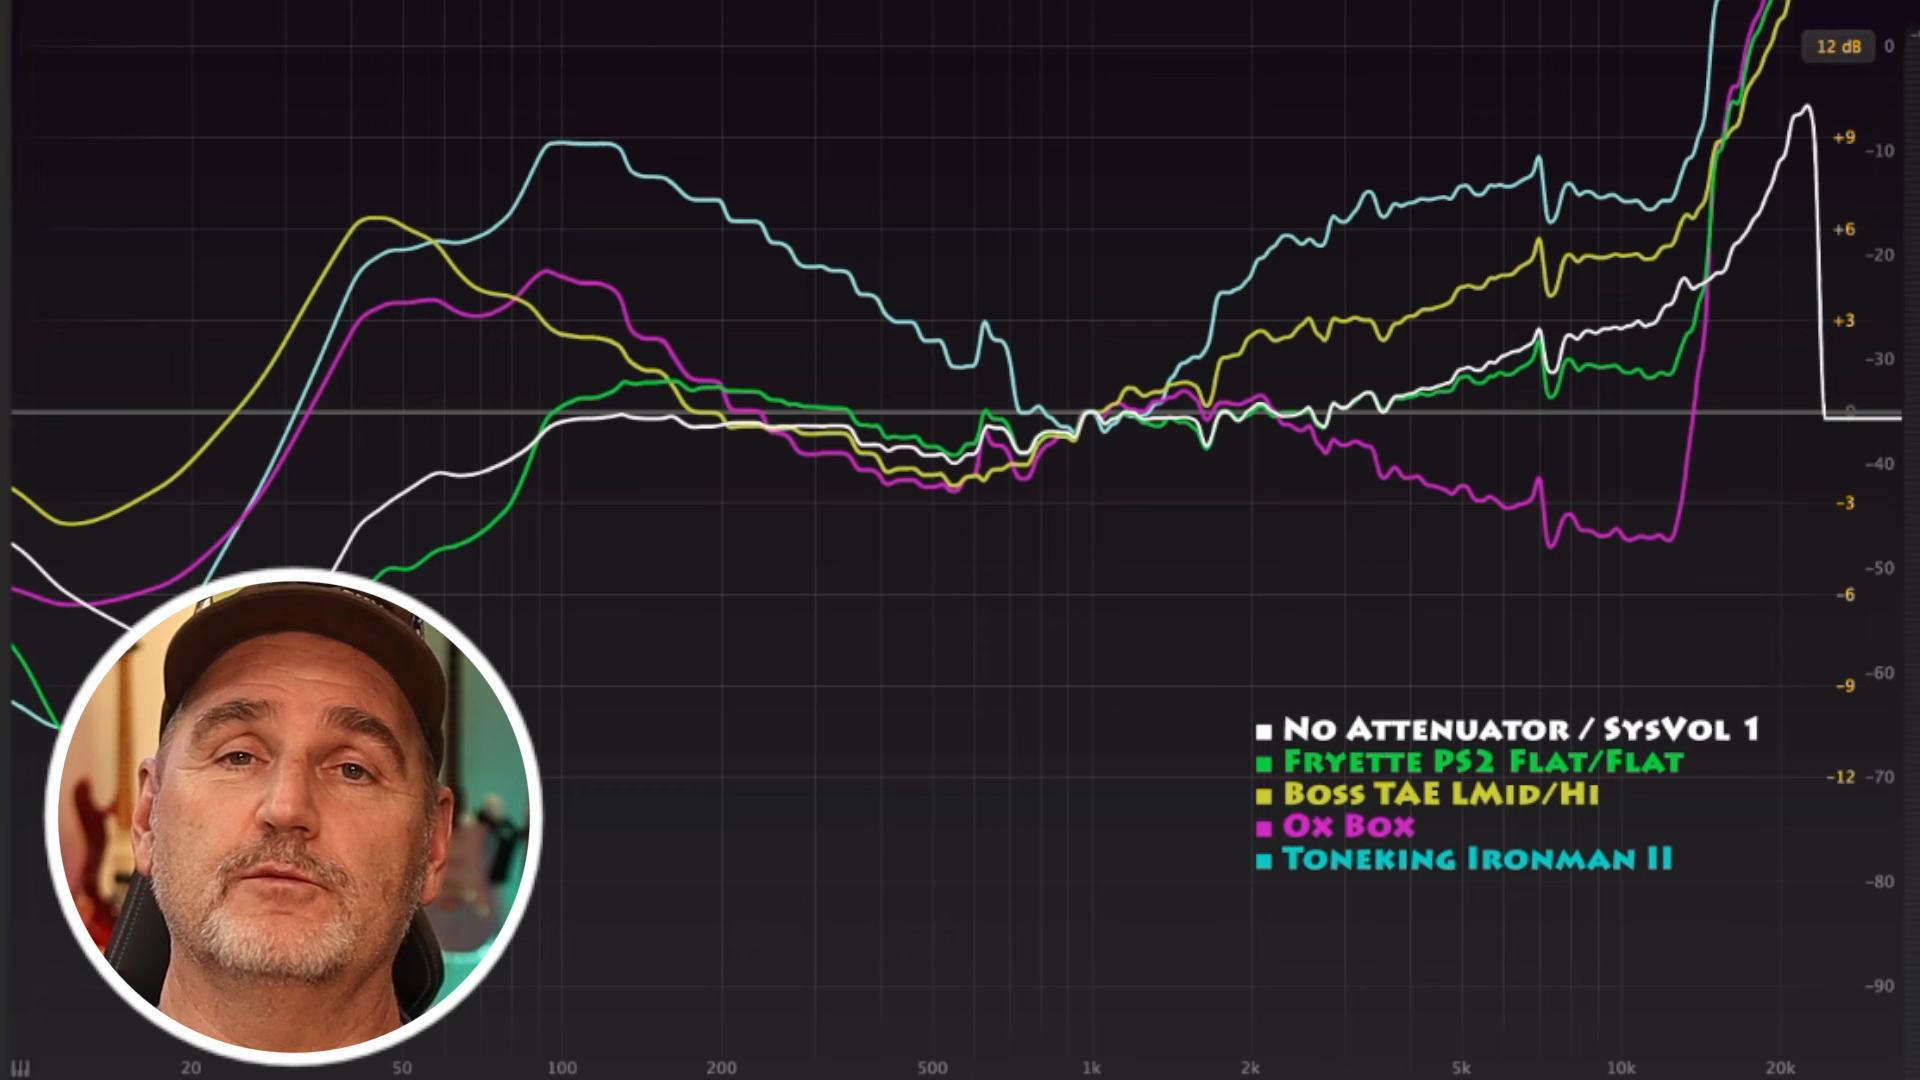 12 dB
0
+9
-10
+6
-20
+3
-30
0
-40
-3
-50
-6
-60
-9
■ No Attenuator / SysVol 1
■ Fryette PS2 Flat/Flat
-12 -70
■ Boss TAE LMid/Hi
■ Ox Box
■ Toneking Ironman II
-80
-90
20 50 100 200 500 1k 2k 5k 10k 20k